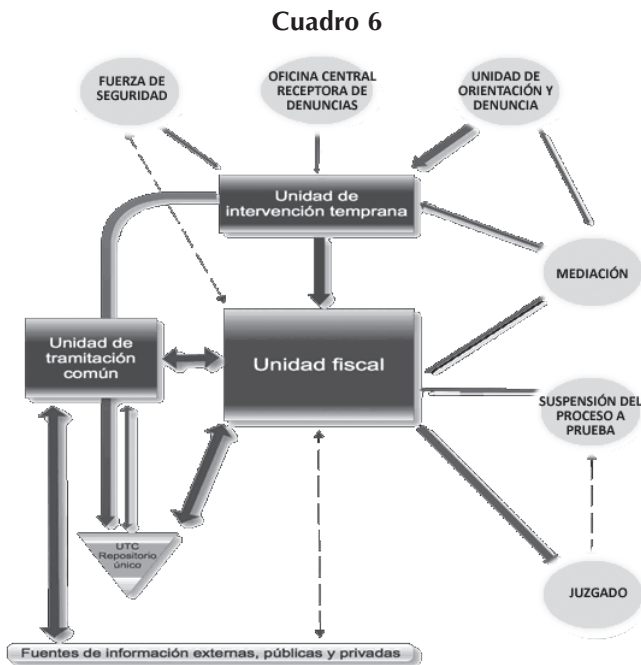 Cuadro 6
FUERZA DE
SEGURIDAD
OFICINA CENTRAL
RECEPTORA DE
DENUNCIAS
UNIDAD DE
ORIENTACIÓN Y
DENUNCIA
Unidad de
intervención temprana
MEDIACIÓN
Unidad de
tramitación
común
Unidad fiscal
SUSPENSIÓN DEL
PROCESO A
PRUEBA
UTC
Repositorio
único
JUZGADO
Fuentes de información externas, públicas y privadas